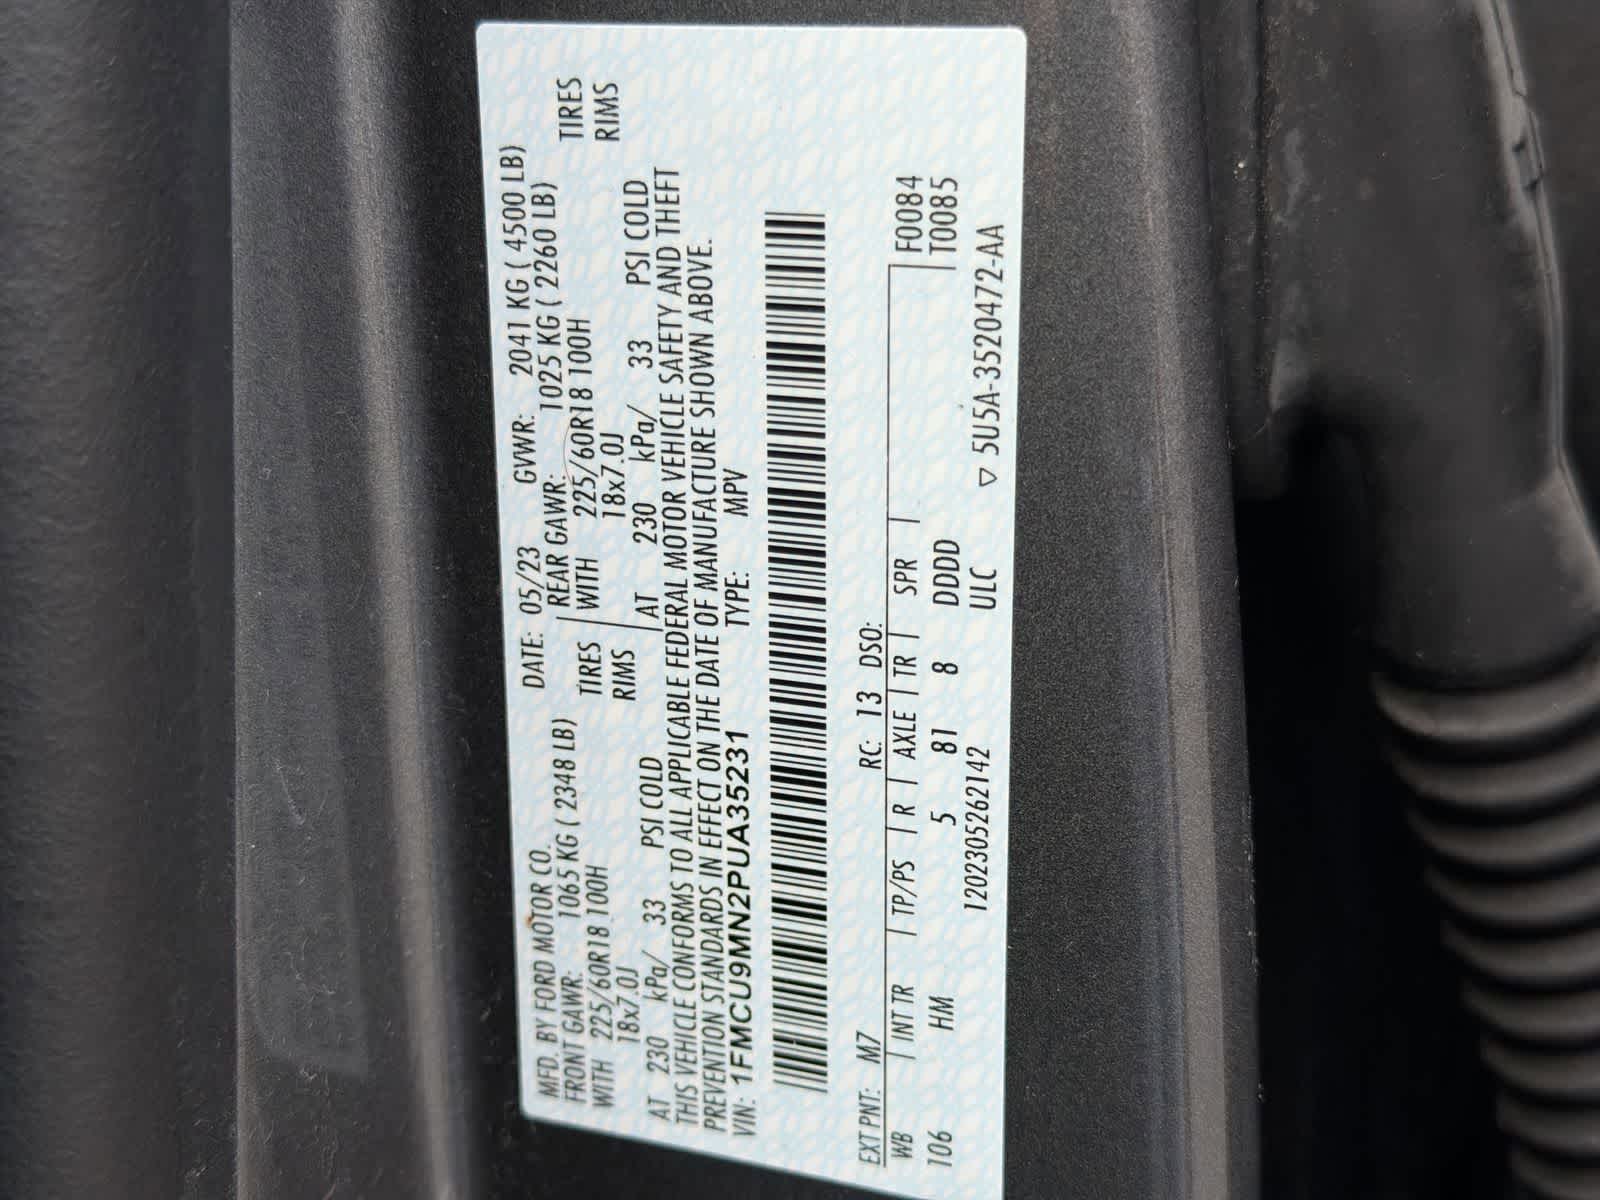 MFD. BY FORD MOTOR CO.
DATE: 05/23 GVWR: 2041 KG ( 4500 LB)
FRONT GAWR: 1065 KG ( 2348 LB) REAR GAWR: 1025 KG ( 2260 LB)
WITH 225/60R18 100H TIRES WITH 225/60R18 100H TIRES
18x7.0J RIMS 18x7.0J RIMS
AT 230 kPa/ 33 PSI COLD AT 230 kPa/ 33 PSI COLD
THIS VEHICLE CONFORMS TO ALL APPLICABLE FEDERAL MOTOR VEHICLE SAFETY AND THEFT
PREVENTION STANDARDS IN EFFECT ON THE DATE OF MANUFACTURE SHOWN ABOVE.
VIN: 1FMCU9MN2PUA35231 TYPE: MPV
EXT PNT: M7 RC: 13 DSO:
WB INT TR TP/PS R AXLE TR SPR F0084
106 HM 5 81 8 DDDD T0085
1202305262142 ULC ▽ 5U5A-3520472-AA